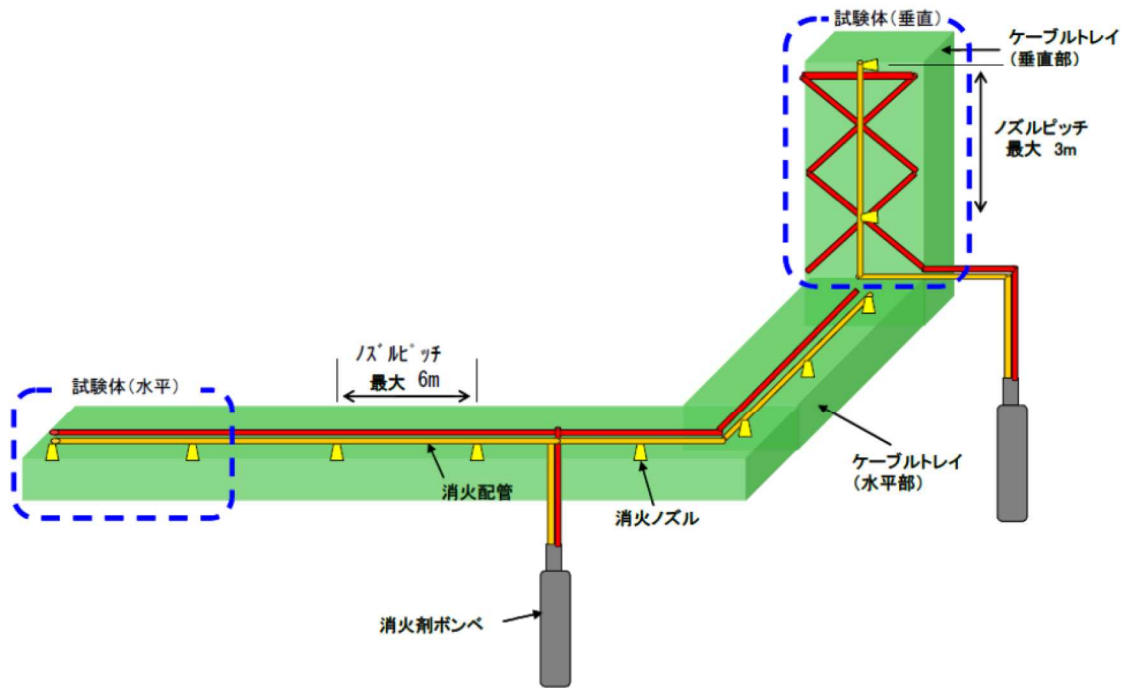 試験体(垂直)
ケーブルトレイ
(垂直部)
ノズルピッチ
最大 3m
ノズルピッチ
最大 6m
試験体(水平)
ケーブルトレイ
(水平部)
消火配管
消火ノズル
消火剤ボンベ